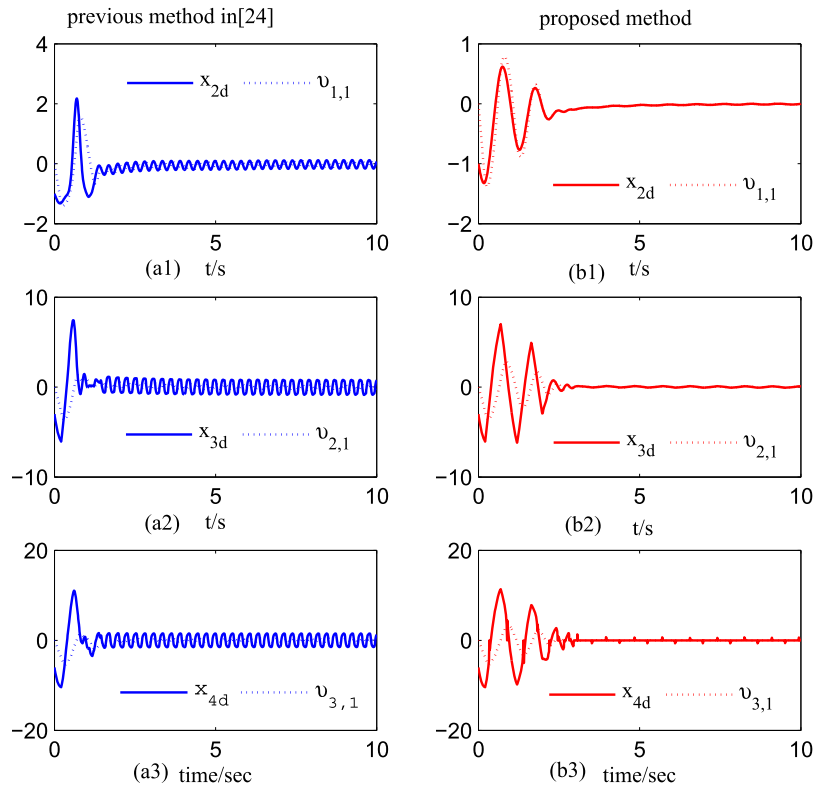 previous method in[24]
proposed method
4
2
0
−2
x2d υ1,1
0 5 10
(a1) t/s
1
0
−1
−2
x2d υ1,1
0 5 10
(b1) t/s
10
0
−10
x3d υ2,1
0 5 10
(a2) t/s
10
0
−10
x3d υ2,1
0 5 10
(b2) t/s
20
0
−20
x4d υ3,1
0 5 10
(a3) time/sec
20
0
−20
x4d υ3,1
0 5 10
(b3) time/sec